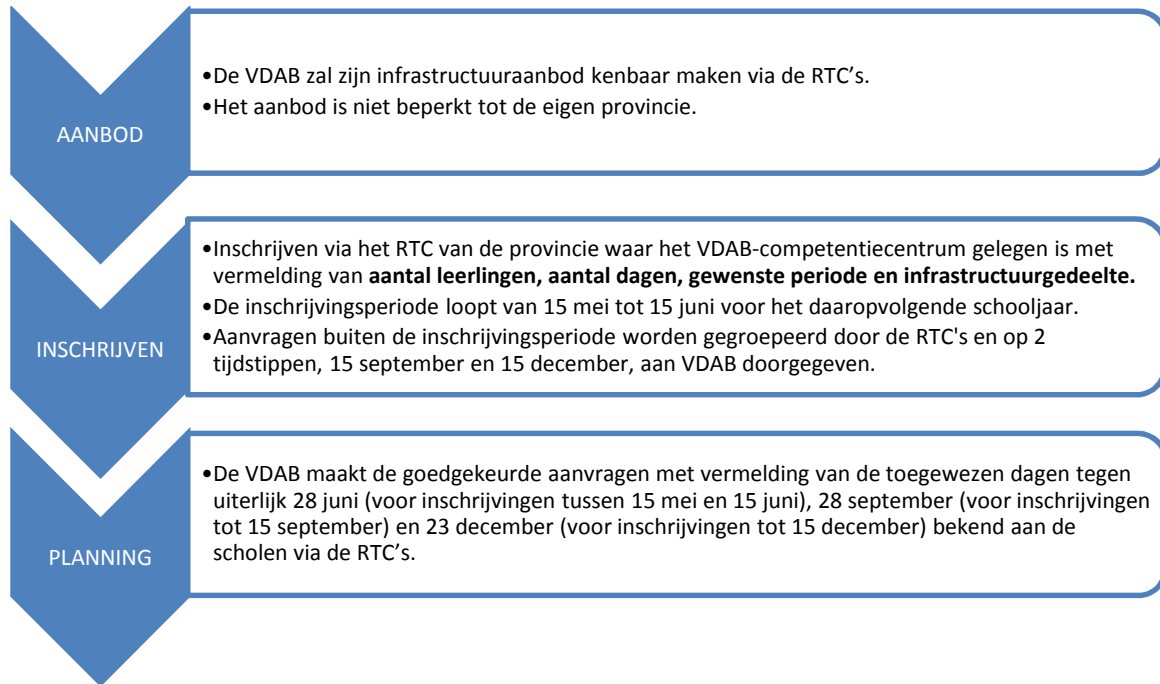 AANBOD
•De VDAB zal zijn infrastructuuraanbod kenbaar maken via de RTC’s.
•Het aanbod is niet beperkt tot de eigen provincie.
INSCHRIJVEN
•Inschrijven via het RTC van de provincie waar het VDAB-competentiecentrum gelegen is met
vermelding van aantal leerlingen, aantal dagen, gewenste periode en infrastructuurgedeelte.
•De inschrijvingsperiode loopt van 15 mei tot 15 juni voor het daaropvolgende schooljaar.
•Aanvragen buiten de inschrijvingsperiode worden gegroepeerd door de RTC's en op 2
tijdstippen, 15 september en 15 december, aan VDAB doorgegeven.
PLANNING
•De VDAB maakt de goedgekeurde aanvragen met vermelding van de toegewezen dagen tegen
uiterlijk 28 juni (voor inschrijvingen tussen 15 mei en 15 juni), 28 september (voor inschrijvingen
tot 15 september) en 23 december (voor inschrijvingen tot 15 december) bekend aan de
scholen via de RTC’s.